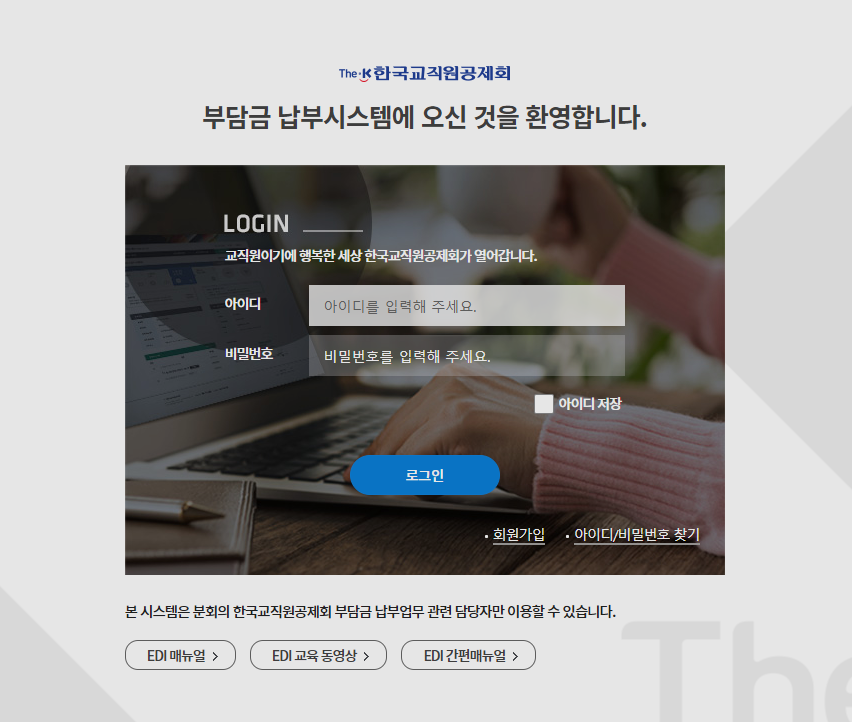 The-K한국교직원공제회
부담금 납부시스템에 오신 것을 환영합니다.
LOGIN
교직원이기에 행복한 세상 한국교직원공제회가 열어갑니다.
아이디 아이디를 입력해 주세요.
비밀번호 비밀번호를 입력해 주세요.
아이디 저장
로그인
• 회원가입 • 아이디/비밀번호 찾기
본 시스템은 분회의 한국교직원공제회 부담금 납부업무 관련 담당자만 이용할 수 있습니다.
EDI 매뉴얼 > EDI 교육 동영상 > EDI 간편매뉴얼 >
The